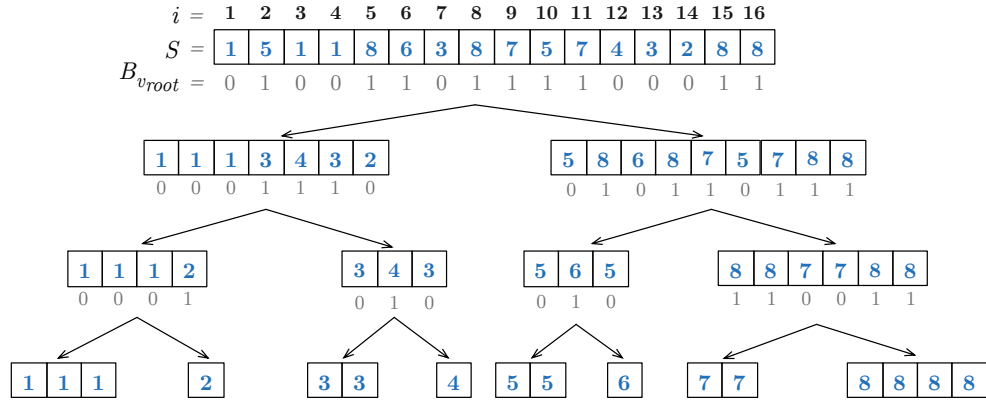 i = 1 2 3 4 5 6 7 8 9 10 11 12 13 14 15 16
S = 1 5 1 1 8 6 3 8 7 5 7 4 3 2 8 8
B_{v_{root}} = 0 1 0 0 1 1 0 1 1 1 1 0 0 0 1 1
1 1 1 3 4 3 2 5 8 6 8 7 5 7 8 8
0 0 0 1 1 1 0 0 1 0 1 1 0 1 1 1
1 1 1 2 3 4 3 5 6 5 8 8 7 7 8 8
0 0 0 1 0 1 0 0 1 0 1 1 0 0 1 1
1 1 1 2 3 3 4 5 5 6 7 7 8 8 8 8